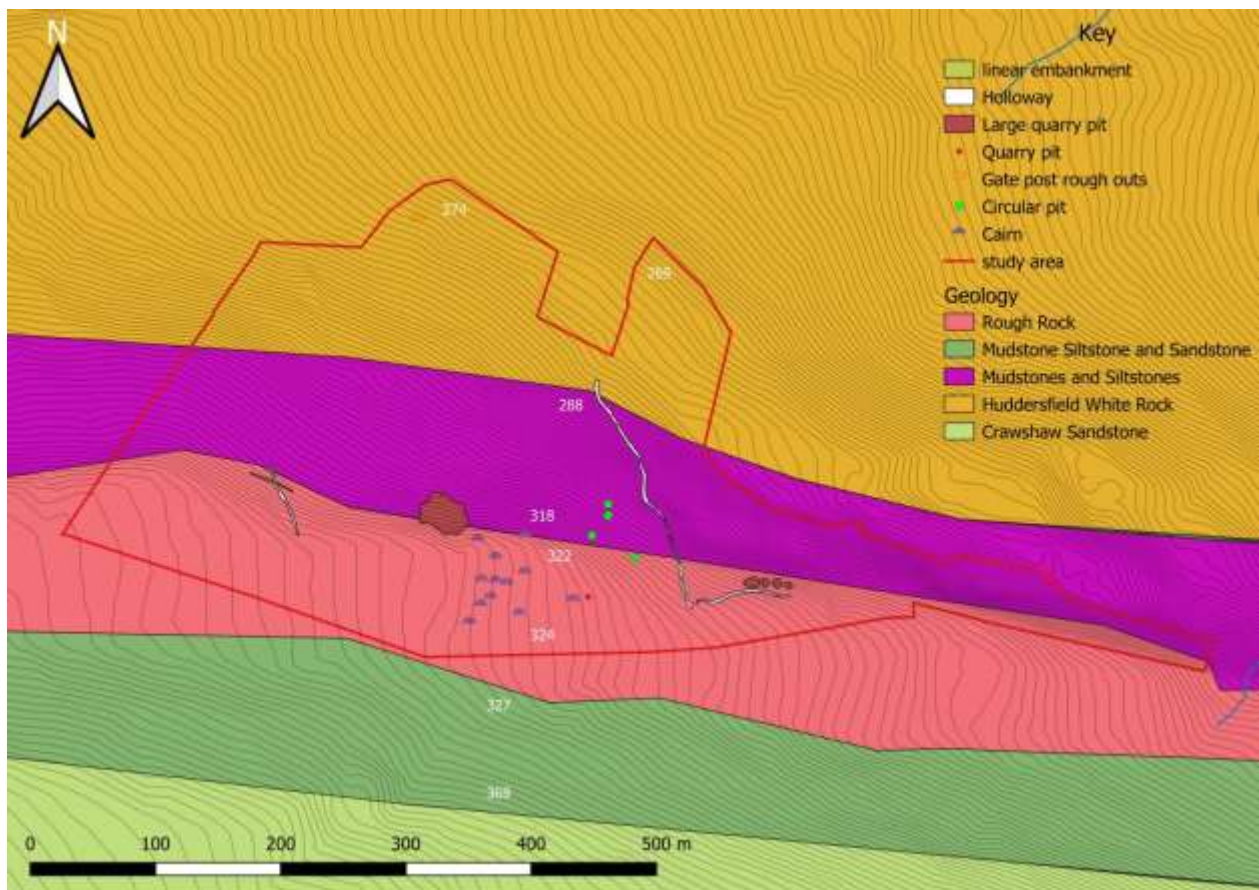 N
Key
linear embankment
Holloway
Large quarry pit
Quarry pit
Gate post rough outs
Circular pit
Cairn
study area
Geology
Rough Rock
Mudstone Siltstone and Sandstone
Mudstones and Siltstones
Huddersfield White Rock
Crawshaw Sandstone
274
269
288
318
322
324
327
369
0 100 200 300 400 500 m